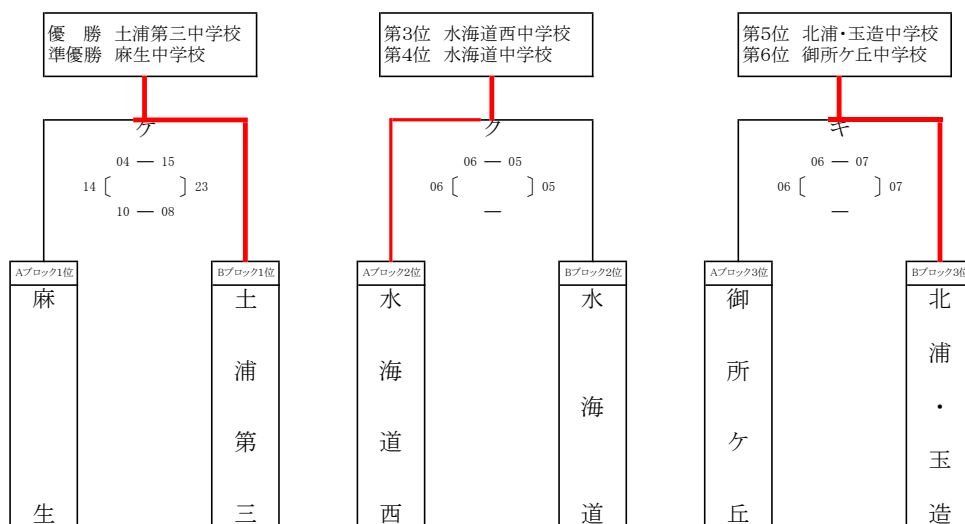 優　勝 土浦第三中学校
準優勝 麻生中学校
第3位 水海道西中学校
第4位 水海道中学校
第5位 北浦・玉造中学校
第6位 御所ケ丘中学校
ケ
04 — 15
14 〔 〕 23
10 — 08
ク
06 — 05
06 〔 〕 05
—
キ
06 — 07
06 〔 〕 07
—
Aブロック1位
麻生
Bブロック1位
土浦第三
Aブロック2位
水海道西
Bブロック2位
水海道
Aブロック3位
御所ケ丘
Bブロック3位
北浦・玉造